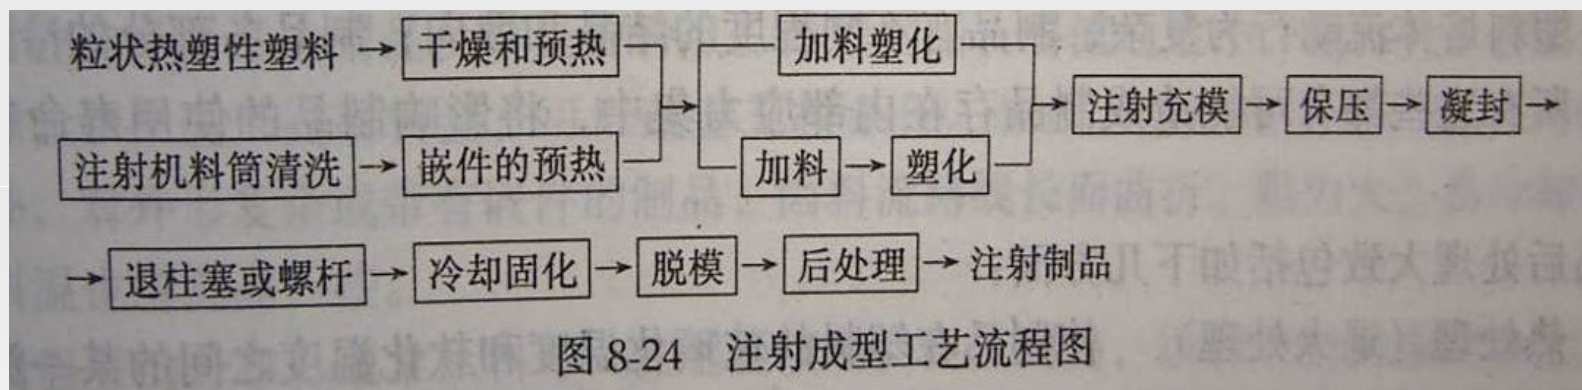 粒状热塑性塑料 → 干燥和预热 加料塑化
注射充模 → 保压 → 凝封 →
注射机料筒清洗 → 嵌件的预热 加料 → 塑化
→ 退柱塞或螺杆 → 冷却固化 → 脱模 → 后处理 → 注射制品
图 8-24 注射成型工艺流程图